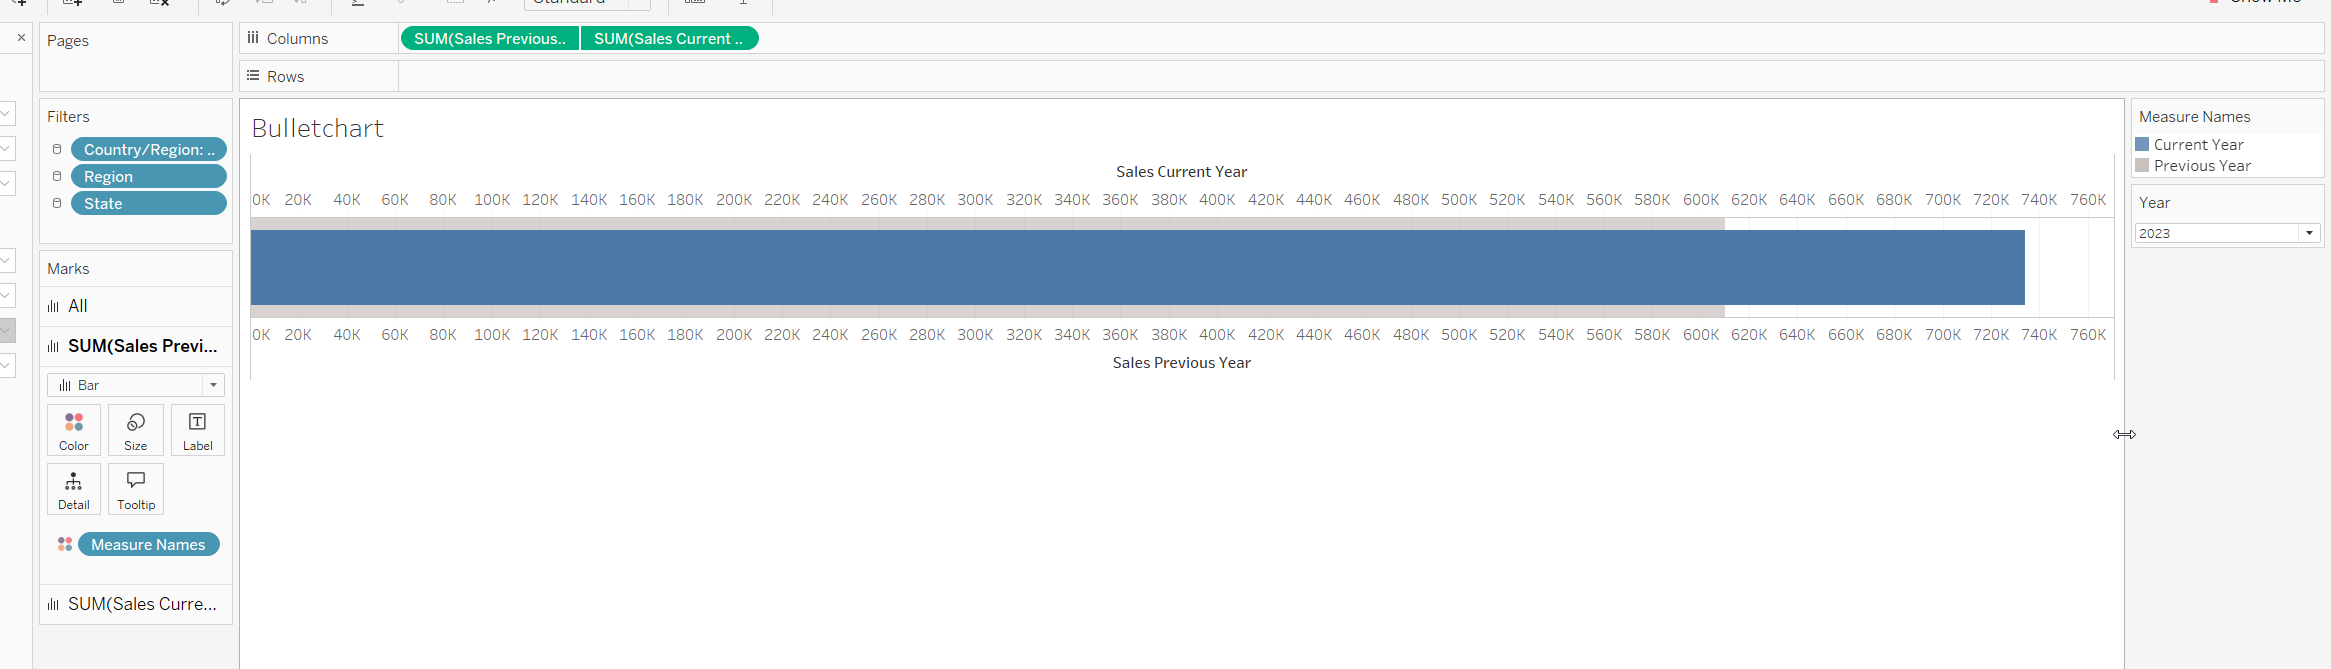 Standard
Show Me
Pages
Columns
SUM(Sales Previous..
SUM(Sales Current ..
Rows
Filters
Country/Region: ..
Region
State
Marks
All
SUM(Sales Previ...
Bar
Color
Size
Label
Detail
Tooltip
Measure Names
SUM(Sales Curre...
Bulletchart
Sales Current Year
0K 20K 40K 60K 80K 100K 120K 140K 160K 180K 200K 220K 240K 260K 280K 300K 320K 340K 360K 380K 400K 420K 440K 460K 480K 500K 520K 540K 560K 580K 600K 620K 640K 660K 680K 700K 720K 740K 760K
0K 20K 40K 60K 80K 100K 120K 140K 160K 180K 200K 220K 240K 260K 280K 300K 320K 340K 360K 380K 400K 420K 440K 460K 480K 500K 520K 540K 560K 580K 600K 620K 640K 660K 680K 700K 720K 740K 760K
Sales Previous Year
Measure Names
Current Year
Previous Year
Year
2023